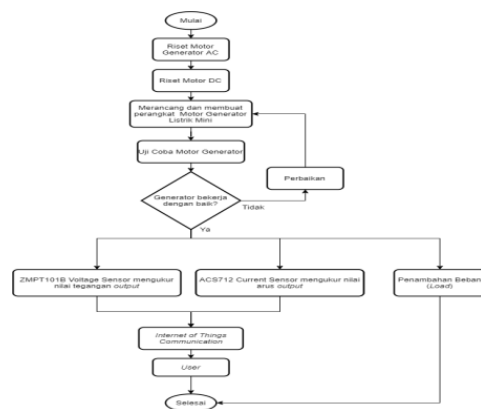 Mulai
Riset Motor
Generator AC
Riset Motor DC
Merancang dan membuat
perangkat Motor Generator
Listrik Mini
Uji Coba Motor Generator
Perbaikan
Generator bekerja
dengan baik?
Tidak
Ya
ZMPT101B Voltage Sensor mengukur
nilai tegangan output
ACS712 Current Sensor mengukur nilai
arus output
Penambahan Beban
(Load)
Internet of Things
Communication
User
Selesai